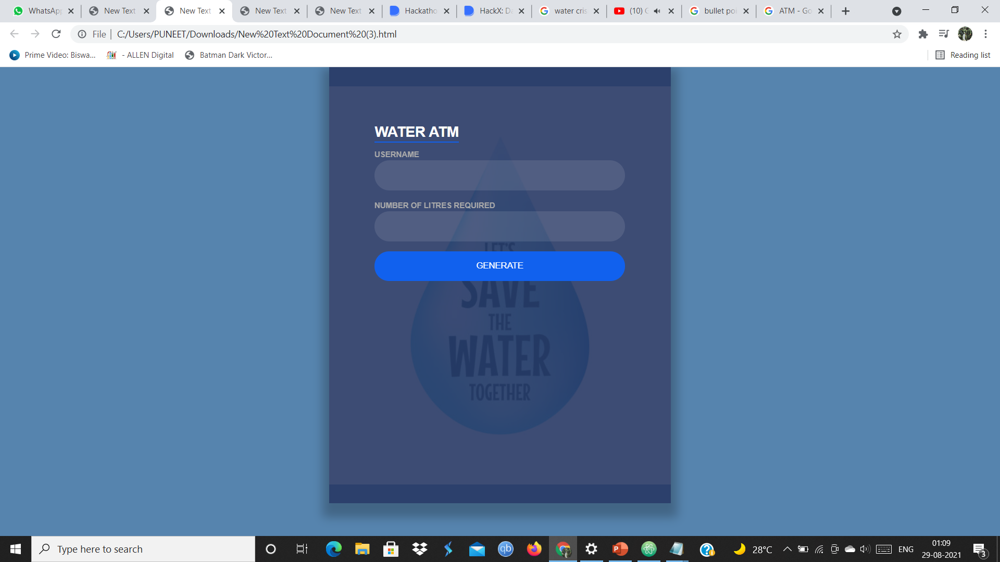 WhatsApp
New Text
New Text
New Text
New Text
Hackatho
HackX: D
water cris
(10)
bullet poi
ATM - Go
File
C:/Users/PUNEET/Downloads/New%20Text%20Document%20(3).html
Prime Video: Biswa...
- ALLEN Digital
Batman Dark Victor...
Reading list
WATER ATM
USERNAME
NUMBER OF LITRES REQUIRED
LET'S
GENERATE
SAVE
THE
WATER
TOGETHER
Type here to search
qb
28°C
ENG
01:09
29-08-2021
3